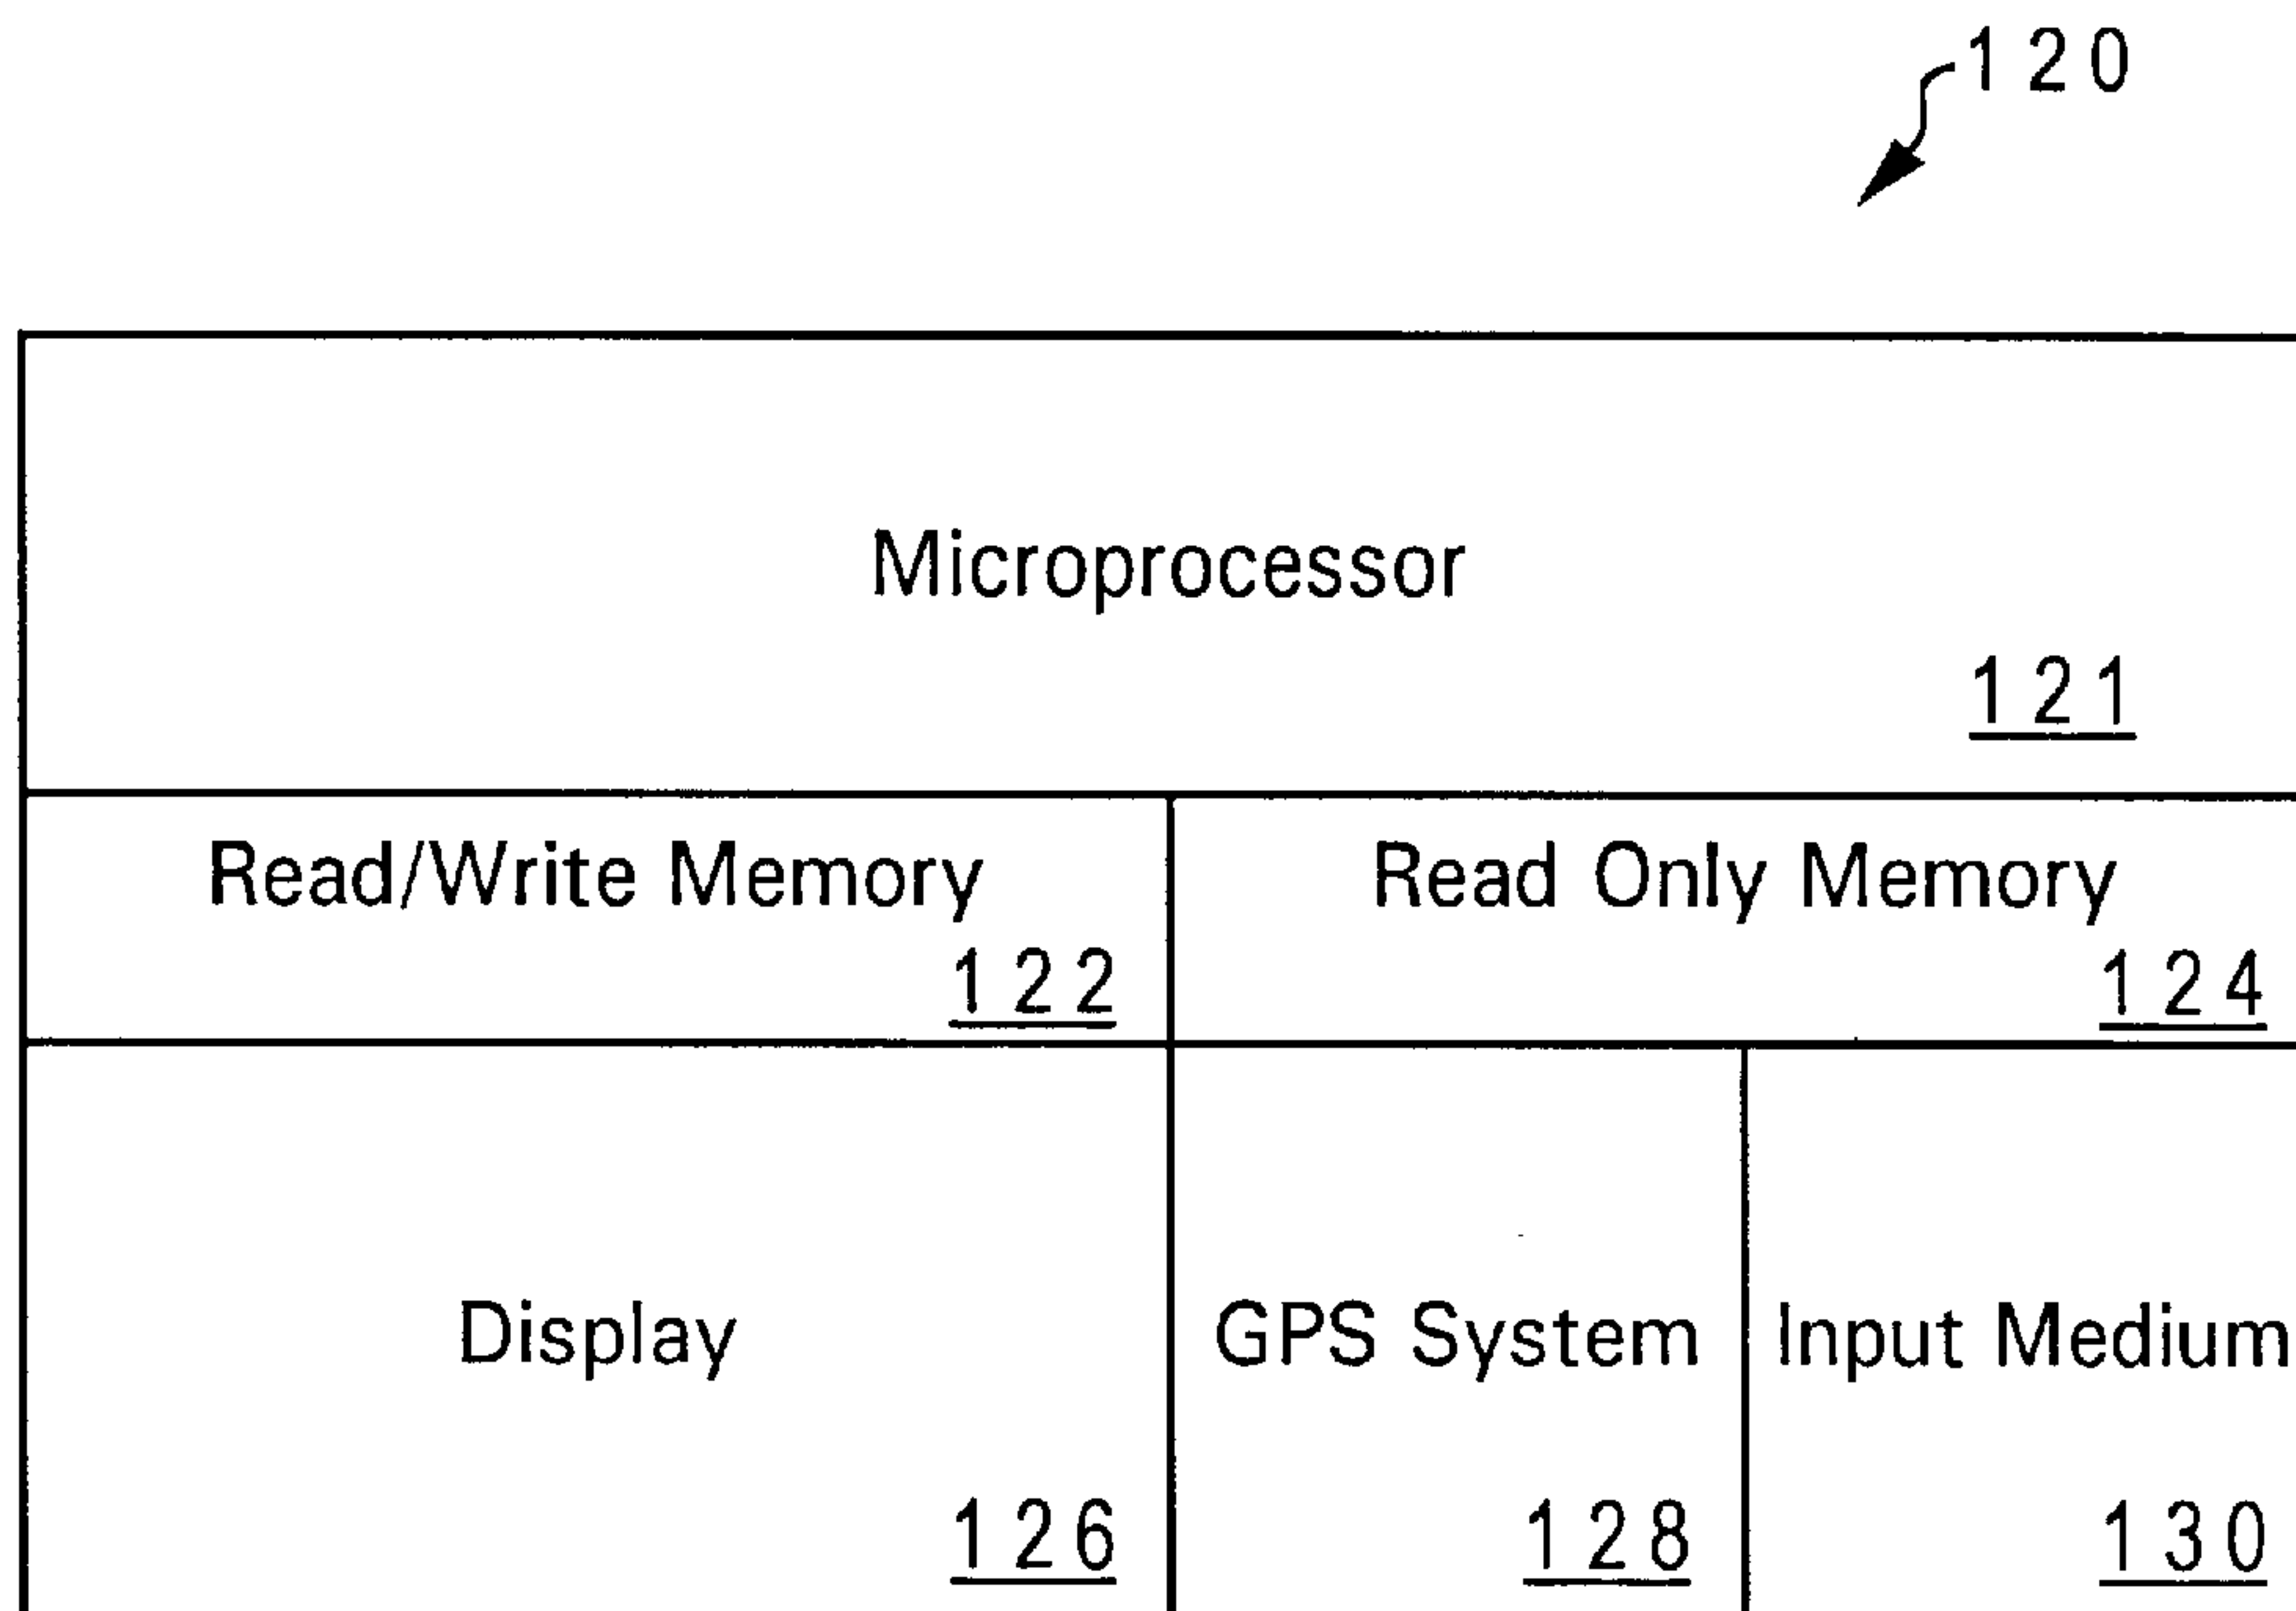 120
Microprocessor
121
Read/Write Memory
122
Read Only Memory
124
Display
126
GPS System
128
Input Medium
130